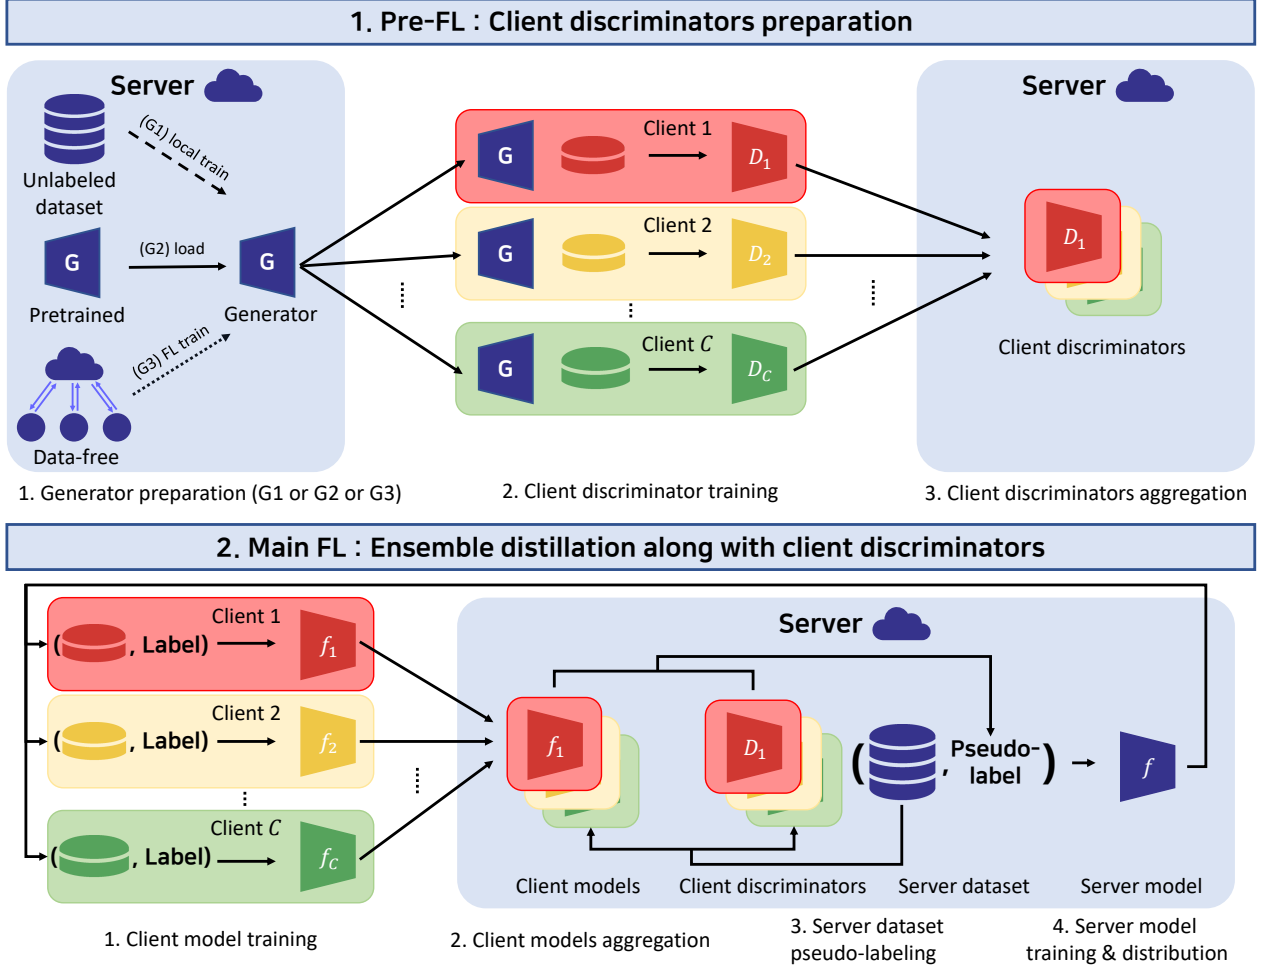 1. Pre-FL : Client discriminators preparation
Server
(G1) local train
Unlabeled
dataset
G
(G2) load
G
Pretrained
Generator
(G3) FL train
Data-free
1. Generator preparation (G1 or G2 or G3)
Client 1
G
D₁
Client 2
G
D₂
Client C
G
D_C
2. Client discriminator training
Server
D₁
Client discriminators
3. Client discriminators aggregation
2. Main FL : Ensemble distillation along with client discriminators
Client 1
( , Label)
f₁
Client 2
( , Label)
f₂
Client C
( , Label)
f_C
1. Client model training
Server
f₁
D₁
( , Pseudo-
label )
f
Client models
Client discriminators
Server dataset
Server model
2. Client models aggregation
3. Server dataset
pseudo-labeling
4. Server model
training & distribution